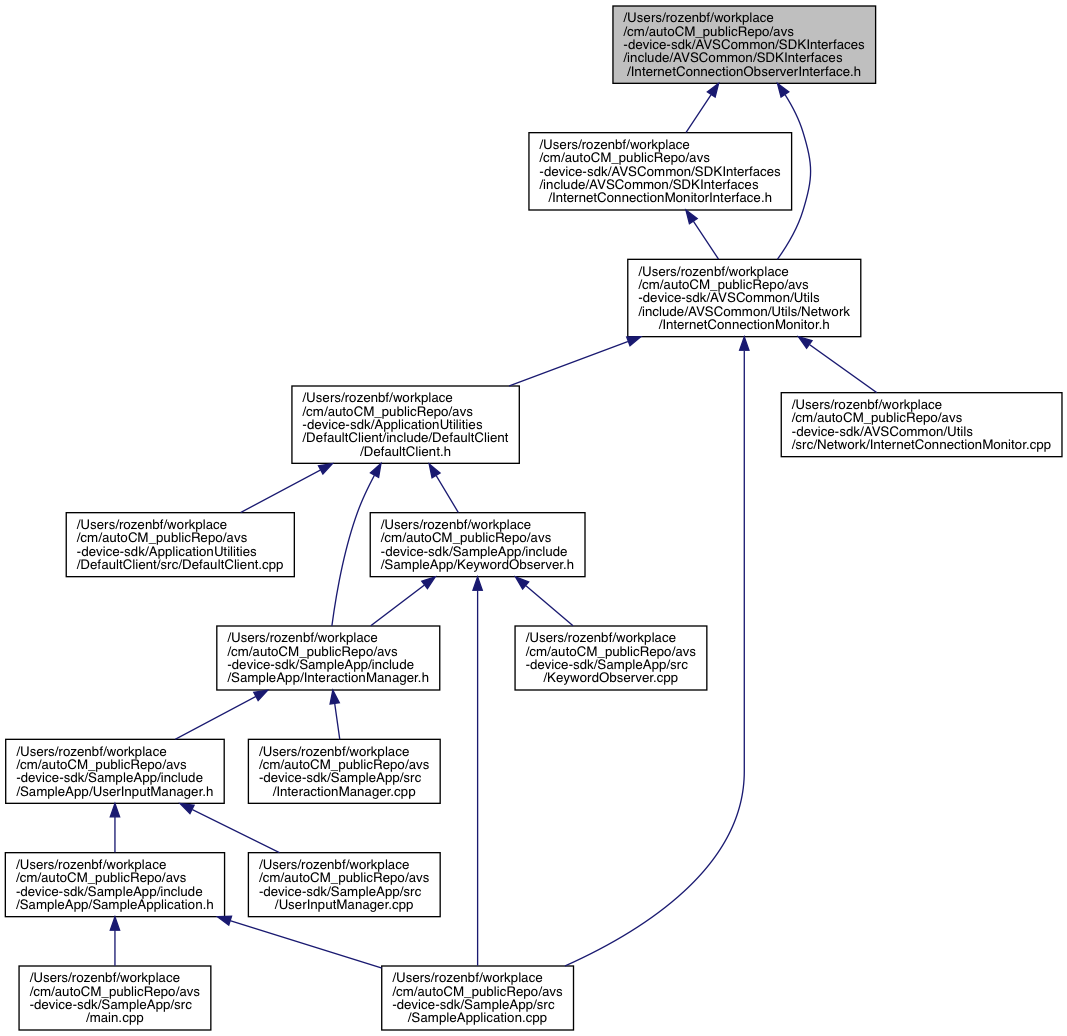 /Users/rozenbf/workplace
/cm/autoCM_publicRepo/avs
-device-sdk/AVSCommon/SDKInterfaces
/include/AVSCommon/SDKInterfaces
/InternetConnectionObserverInterface.h
/Users/rozenbf/workplace
/cm/autoCM_publicRepo/avs
-device-sdk/AVSCommon/SDKInterfaces
/include/AVSCommon/SDKInterfaces
/InternetConnectionMonitorInterface.h
/Users/rozenbf/workplace
/cm/autoCM_publicRepo/avs
-device-sdk/AVSCommon/Utils
/include/AVSCommon/Utils/Network
/InternetConnectionMonitor.h
/Users/rozenbf/workplace
/cm/autoCM_publicRepo/avs
-device-sdk/ApplicationUtilities
/DefaultClient/include/DefaultClient
/DefaultClient.h
/Users/rozenbf/workplace
/cm/autoCM_publicRepo/avs
-device-sdk/AVSCommon/Utils
/src/Network/InternetConnectionMonitor.cpp
/Users/rozenbf/workplace
/cm/autoCM_publicRepo/avs
-device-sdk/ApplicationUtilities
/DefaultClient/src/DefaultClient.cpp
/Users/rozenbf/workplace
/cm/autoCM_publicRepo/avs
-device-sdk/SampleApp/include
/SampleApp/KeywordObserver.h
/Users/rozenbf/workplace
/cm/autoCM_publicRepo/avs
-device-sdk/SampleApp/include
/SampleApp/InteractionManager.h
/Users/rozenbf/workplace
/cm/autoCM_publicRepo/avs
-device-sdk/SampleApp/src
/KeywordObserver.cpp
/Users/rozenbf/workplace
/cm/autoCM_publicRepo/avs
-device-sdk/SampleApp/include
/SampleApp/UserInputManager.h
/Users/rozenbf/workplace
/cm/autoCM_publicRepo/avs
-device-sdk/SampleApp/src
/InteractionManager.cpp
/Users/rozenbf/workplace
/cm/autoCM_publicRepo/avs
-device-sdk/SampleApp/include
/SampleApp/SampleApplication.h
/Users/rozenbf/workplace
/cm/autoCM_publicRepo/avs
-device-sdk/SampleApp/src
/UserInputManager.cpp
/Users/rozenbf/workplace
/cm/autoCM_publicRepo/avs
-device-sdk/SampleApp/src
/main.cpp
/Users/rozenbf/workplace
/cm/autoCM_publicRepo/avs
-device-sdk/SampleApp/src
/SampleApplication.cpp